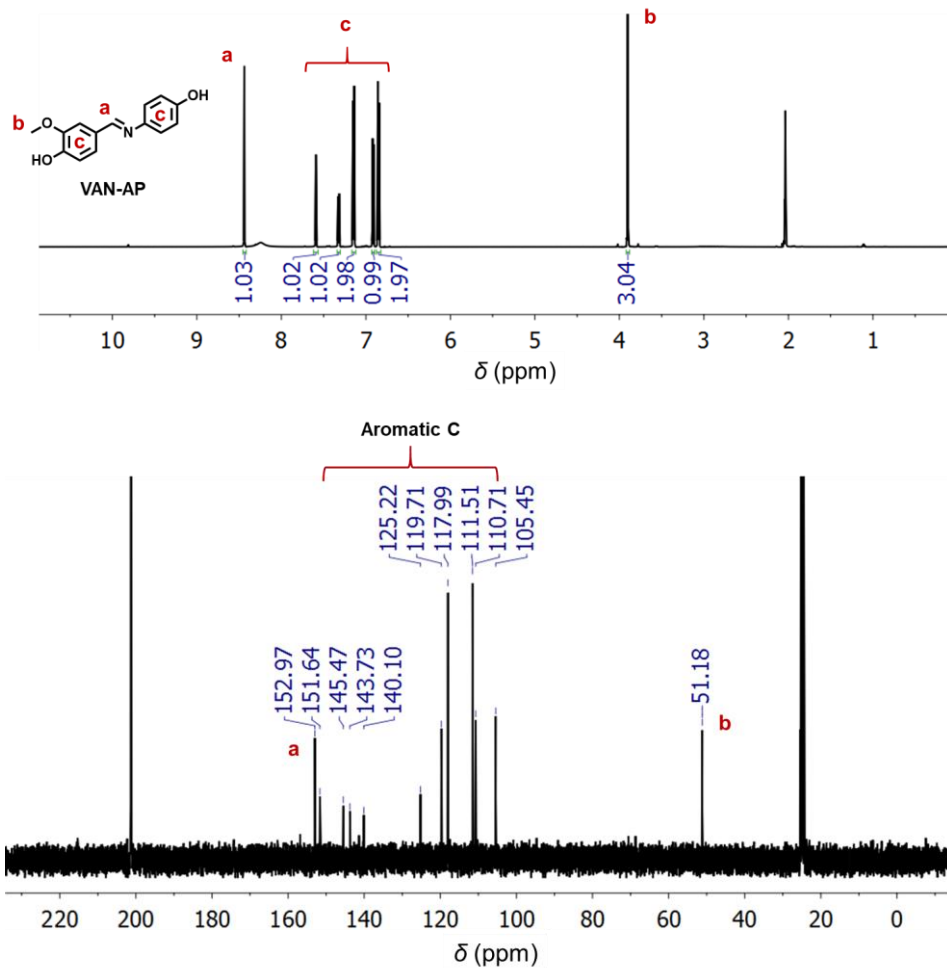 a
c
b
OH
a
b
O
N
c
c
HO
VAN-AP
1.03
1.02
1.02
1.98
0.99
1.97
3.04
10 9 8 7 6 5 4 3 2 1
δ (ppm)
Aromatic C
125.22
119.71
117.99
111.51
110.71
105.45
152.97
151.64
145.47
143.73
140.10
51.18
a
b
220 200 180 160 140 120 100 80 60 40 20 0
δ (ppm)